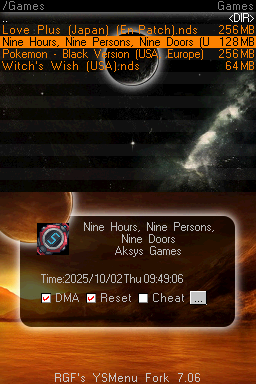 /Games Games
.. <DIR>
Love Plus (Japan) (En Patch).nds 256MB
Nine Hours, Nine Persons, Nine Doors (U 128MB
Pokemon - Black Version (USA, Europe) 256MB
Witch's Wish (USA).nds 64MB
Nine Hours, Nine Persons,
Nine Doors
Aksys Games
Time:2025/10/02 Thu 09:49:06
DMA Reset Cheat ...
RGF's YSMenu Fork 7.06